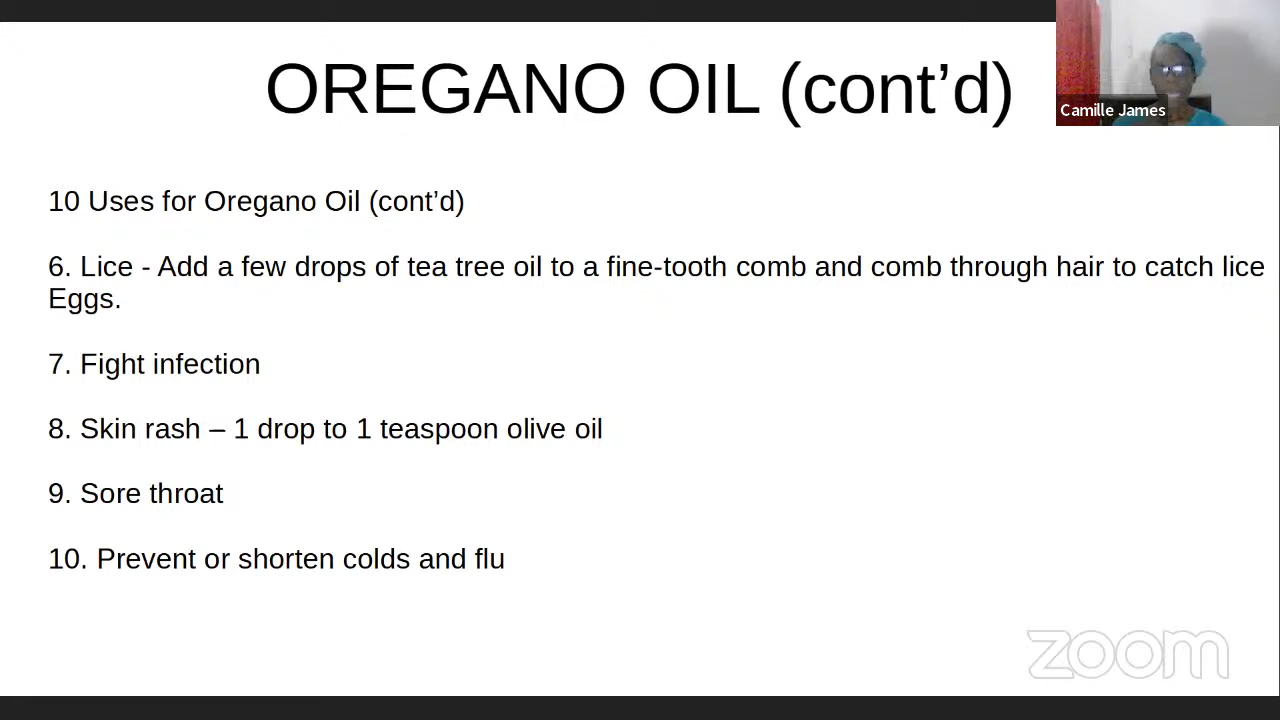 OREGANO OIL (cont’d)
Camille James
10 Uses for Oregano Oil (cont’d)
6. Lice - Add a few drops of tea tree oil to a fine-tooth comb and comb through hair to catch lice
Eggs.
7. Fight infection
8. Skin rash – 1 drop to 1 teaspoon olive oil
9. Sore throat
10. Prevent or shorten colds and flu
zoom